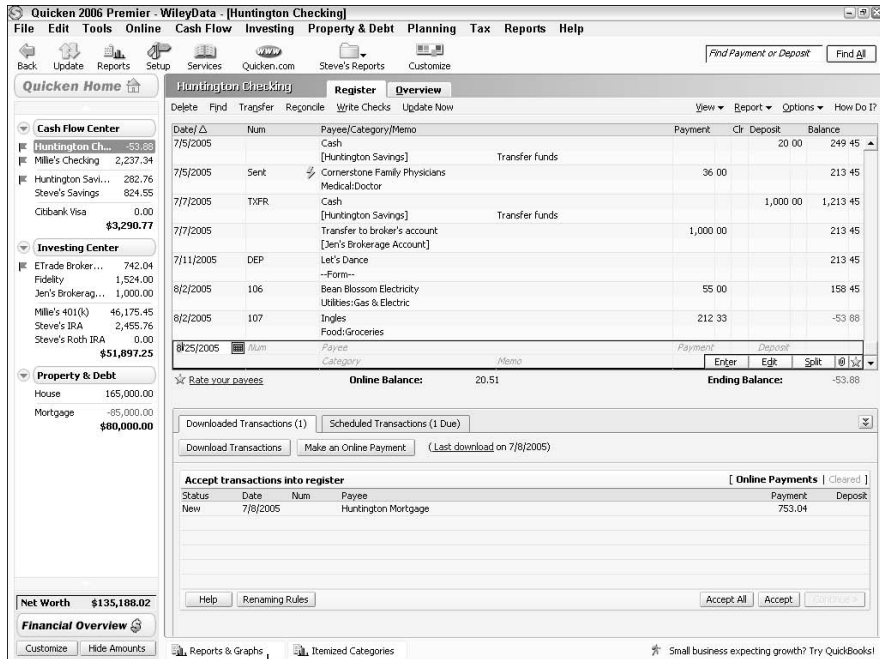 Quicken 2006 Premier - WileyData - [Huntington Checking]
File Edit Tools Online Cash Flow Investing Property & Debt Planning Tax Reports Help
Back Update Reports Setup Services Quicken.com Steve's Reports Customize
Find Payment or Deposit Find All
Quicken Home
Cash Flow Center
Huntington Ch... -53.88
Millie's Checking 2,237.34
Huntington Savi... 282.76
Steve's Savings 824.55
Citibank Visa 0.00
$3,290.77
Investing Center
ETrade Broker... 742.04
Fidelity 1,524.00
Jen's Brokerag... 1,000.00
Millie's 401(k) 46,175.45
Steve's IRA 2,455.76
Steve's Roth IRA 0.00
$51,897.25
Property & Debt
House 165,000.00
Mortgage -85,000.00
$80,000.00
Net Worth $135,188.02
Financial Overview
Customize Hide Amounts
Huntington Checking Register Overview
Delete Find Transfer Reconcile Write Checks Update Now View Report Options How Do I?
Date/ Num Payee/Category/Memo Payment Clr Deposit Balance
7/5/2005 Cash 20 00 249 45
[Huntington Savings] Transfer funds
7/5/2005 Sent Cornerstone Family Physicians 36 00 213 45
Medical:Doctor
7/7/2005 TXFR Cash 1,000 00 1,213 45
[Huntington Savings] Transfer funds
7/7/2005 Transfer to broker's account 1,000 00 213 45
[Jen's Brokerage Account]
7/11/2005 DEP Let's Dance 213 45
--Form--
8/2/2005 106 Bean Blossom Electricity 55 00 158 45
Utilities:Gas & Electric
8/2/2005 107 Ingles 212 33 -53 88
Food:Groceries
8/25/2005 Num Payee Payment Deposit
Category Memo Enter Edit Split
Rate your payees Online Balance: 20.51 Ending Balance: -53.88
Downloaded Transactions (1) Scheduled Transactions (1 Due)
Download Transactions Make an Online Payment (Last download on 7/8/2005)
Accept transactions into register [ Online Payments | Cleared ]
Status Date Num Payee Payment Deposit
New 7/8/2005 Huntington Mortgage 753.04
Help Renaming Rules Accept All Accept
Reports & Graphs Itemized Categories Small business expecting growth? Try QuickBooks!